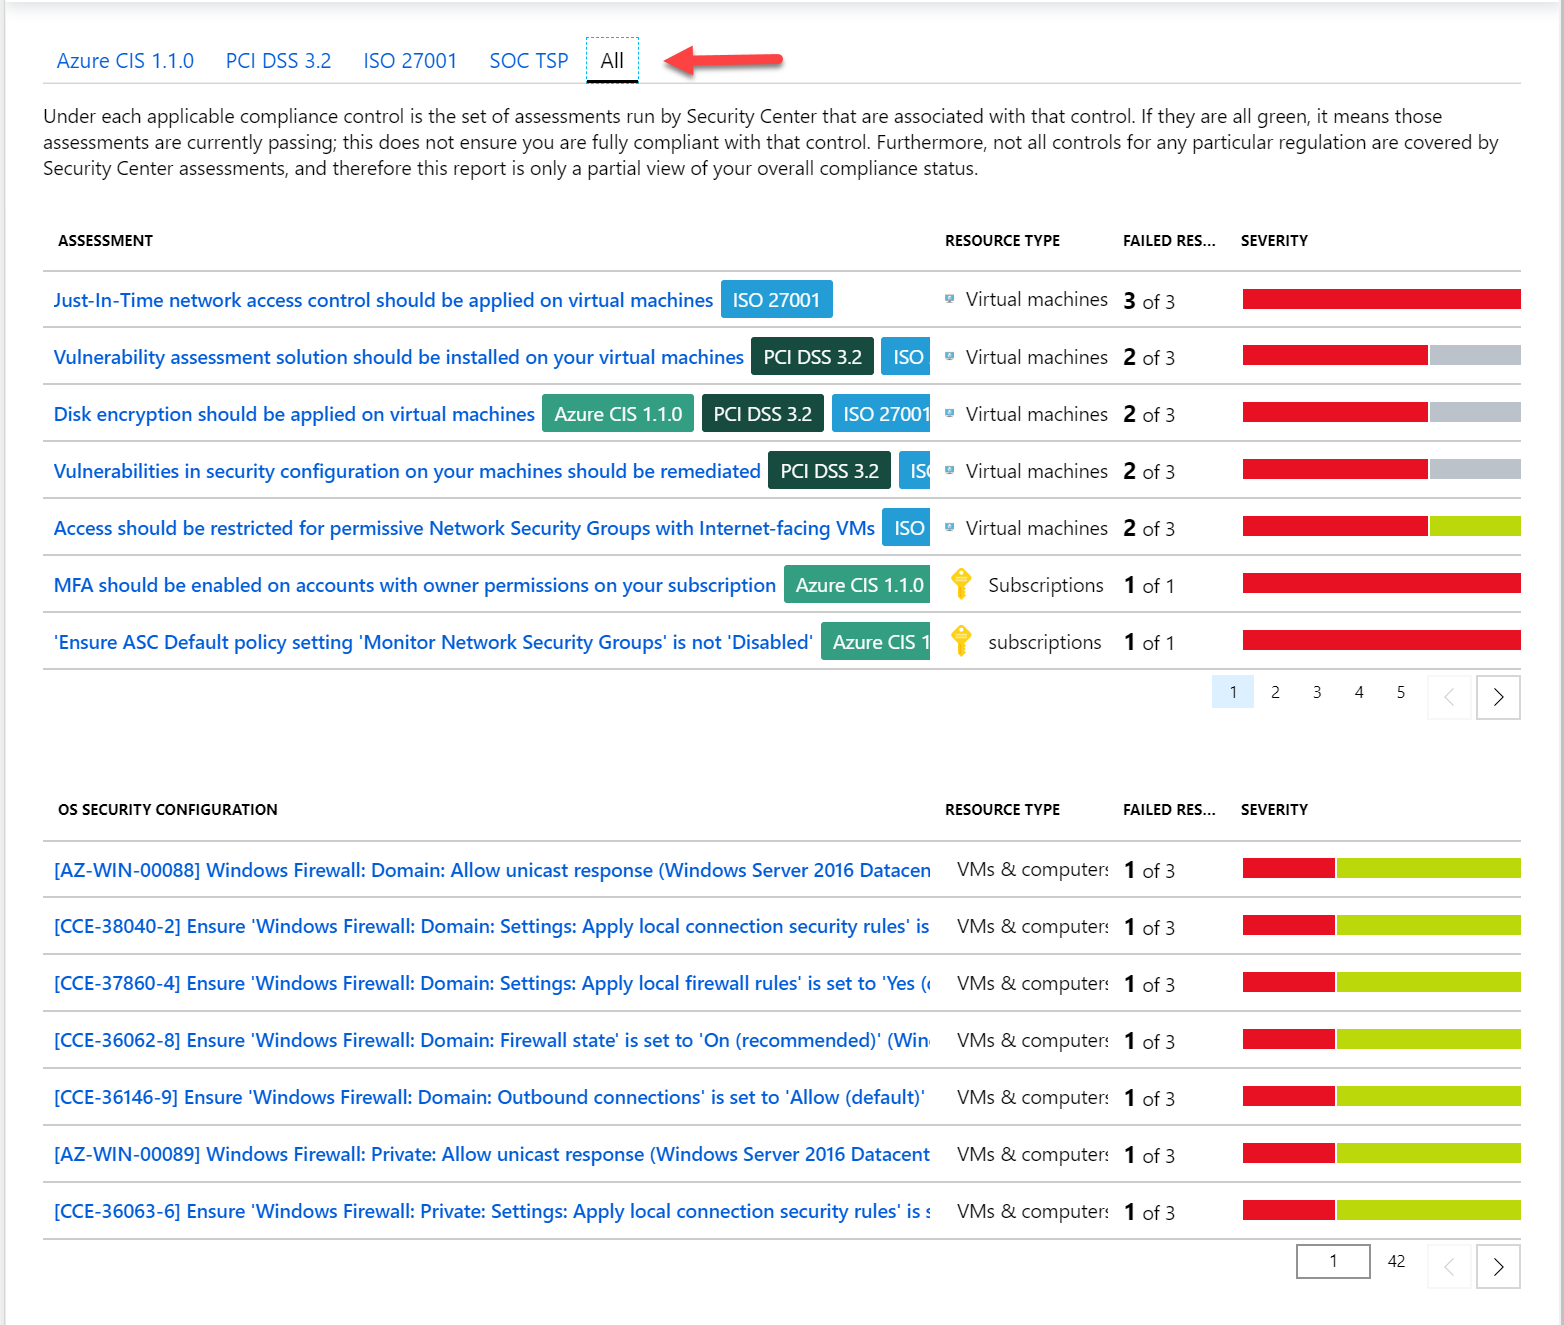 Azure CIS 1.1.0 PCI DSS 3.2 ISO 27001 SOC TSP All
Under each applicable compliance control is the set of assessments run by Security Center that are associated with that control. If they are all green, it means those
assessments are currently passing; this does not ensure you are fully compliant with that control. Furthermore, not all controls for any particular regulation are covered by
Security Center assessments, and therefore this report is only a partial view of your overall compliance status.
ASSESSMENT RESOURCE TYPE FAILED RES... SEVERITY
Just-In-Time network access control should be applied on virtual machines ISO 27001 Virtual machines 3 of 3
Vulnerability assessment solution should be installed on your virtual machines PCI DSS 3.2 ISO Virtual machines 2 of 3
Disk encryption should be applied on virtual machines Azure CIS 1.1.0 PCI DSS 3.2 ISO 27001 Virtual machines 2 of 3
Vulnerabilities in security configuration on your machines should be remediated PCI DSS 3.2 ISO Virtual machines 2 of 3
Access should be restricted for permissive Network Security Groups with Internet-facing VMs ISO Virtual machines 2 of 3
MFA should be enabled on accounts with owner permissions on your subscription Azure CIS 1.1.0 Subscriptions 1 of 1
'Ensure ASC Default policy setting 'Monitor Network Security Groups' is not 'Disabled' Azure CIS 1 subscriptions 1 of 1
1 2 3 4 5
OS SECURITY CONFIGURATION RESOURCE TYPE FAILED RES... SEVERITY
[AZ-WIN-00088] Windows Firewall: Domain: Allow unicast response (Windows Server 2016 Datacen VMs & computers 1 of 3
[CCE-38040-2] Ensure 'Windows Firewall: Domain: Settings: Apply local connection security rules' is VMs & computers 1 of 3
[CCE-37860-4] Ensure 'Windows Firewall: Domain: Settings: Apply local firewall rules' is set to 'Yes ( VMs & computers 1 of 3
[CCE-36062-8] Ensure 'Windows Firewall: Domain: Firewall state' is set to 'On (recommended)' (Win VMs & computers 1 of 3
[CCE-36146-9] Ensure 'Windows Firewall: Domain: Outbound connections' is set to 'Allow (default)' VMs & computers 1 of 3
[AZ-WIN-00089] Windows Firewall: Private: Allow unicast response (Windows Server 2016 Datacent VMs & computers 1 of 3
[CCE-36063-6] Ensure 'Windows Firewall: Private: Settings: Apply local connection security rules' is s VMs & computers 1 of 3
1 42